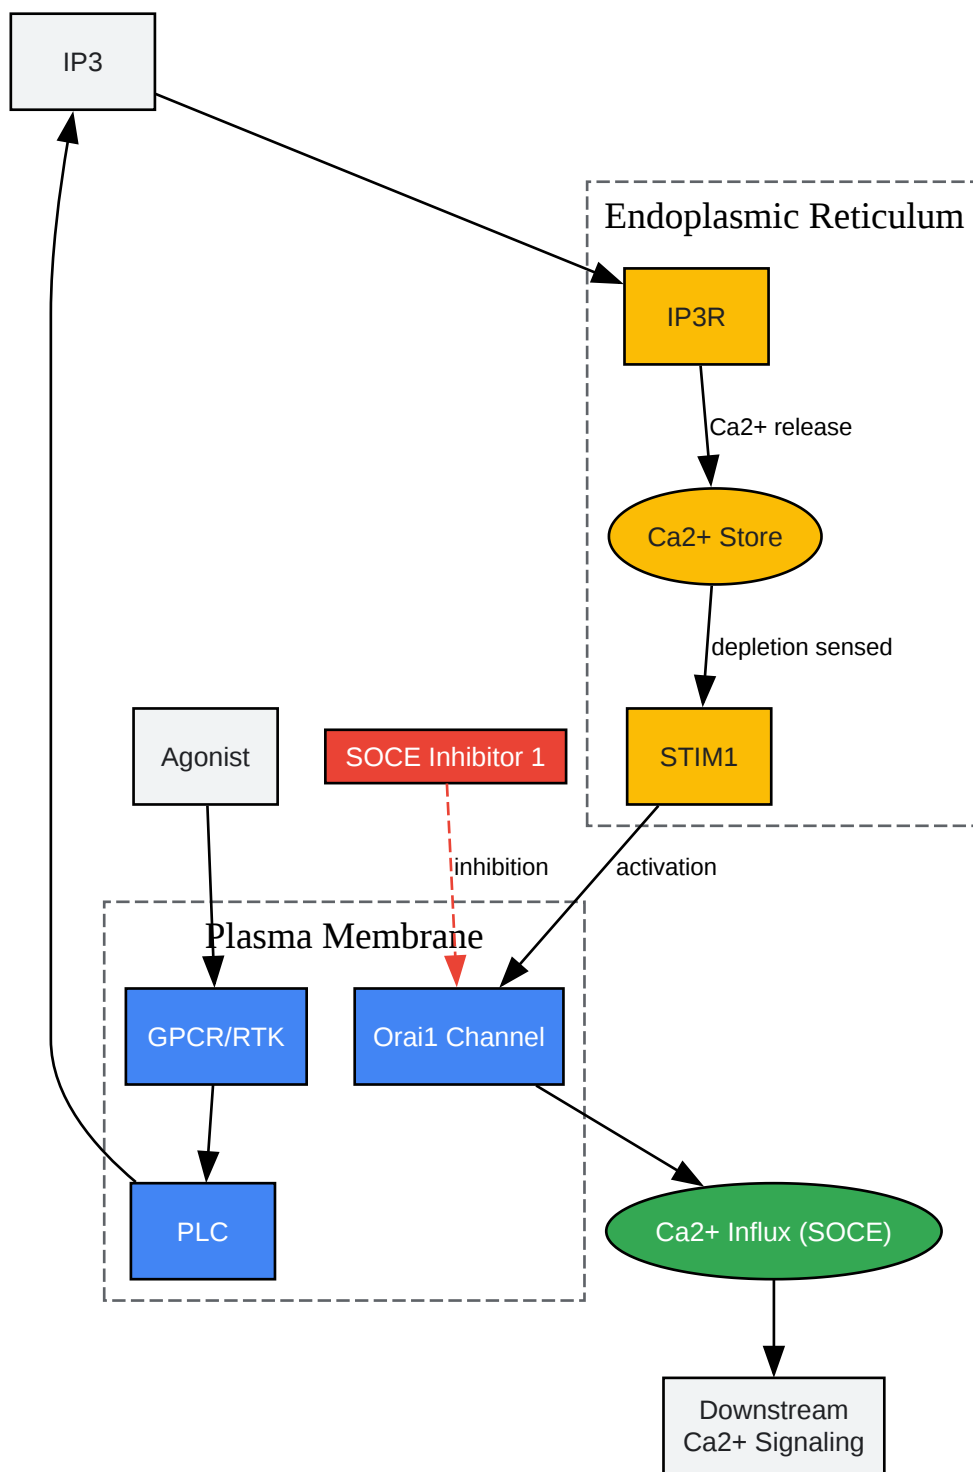 IP3
Endoplasmic Reticulum
IP3R
Ca2+ release
Ca2+ Store
depletion sensed
Agonist
SOCE Inhibitor 1
STIM1
inhibition
activation
Plasma Membrane
GPCR/RTK
Orai1 Channel
PLC
Ca2+ Influx (SOCE)
Downstream
Ca2+ Signaling